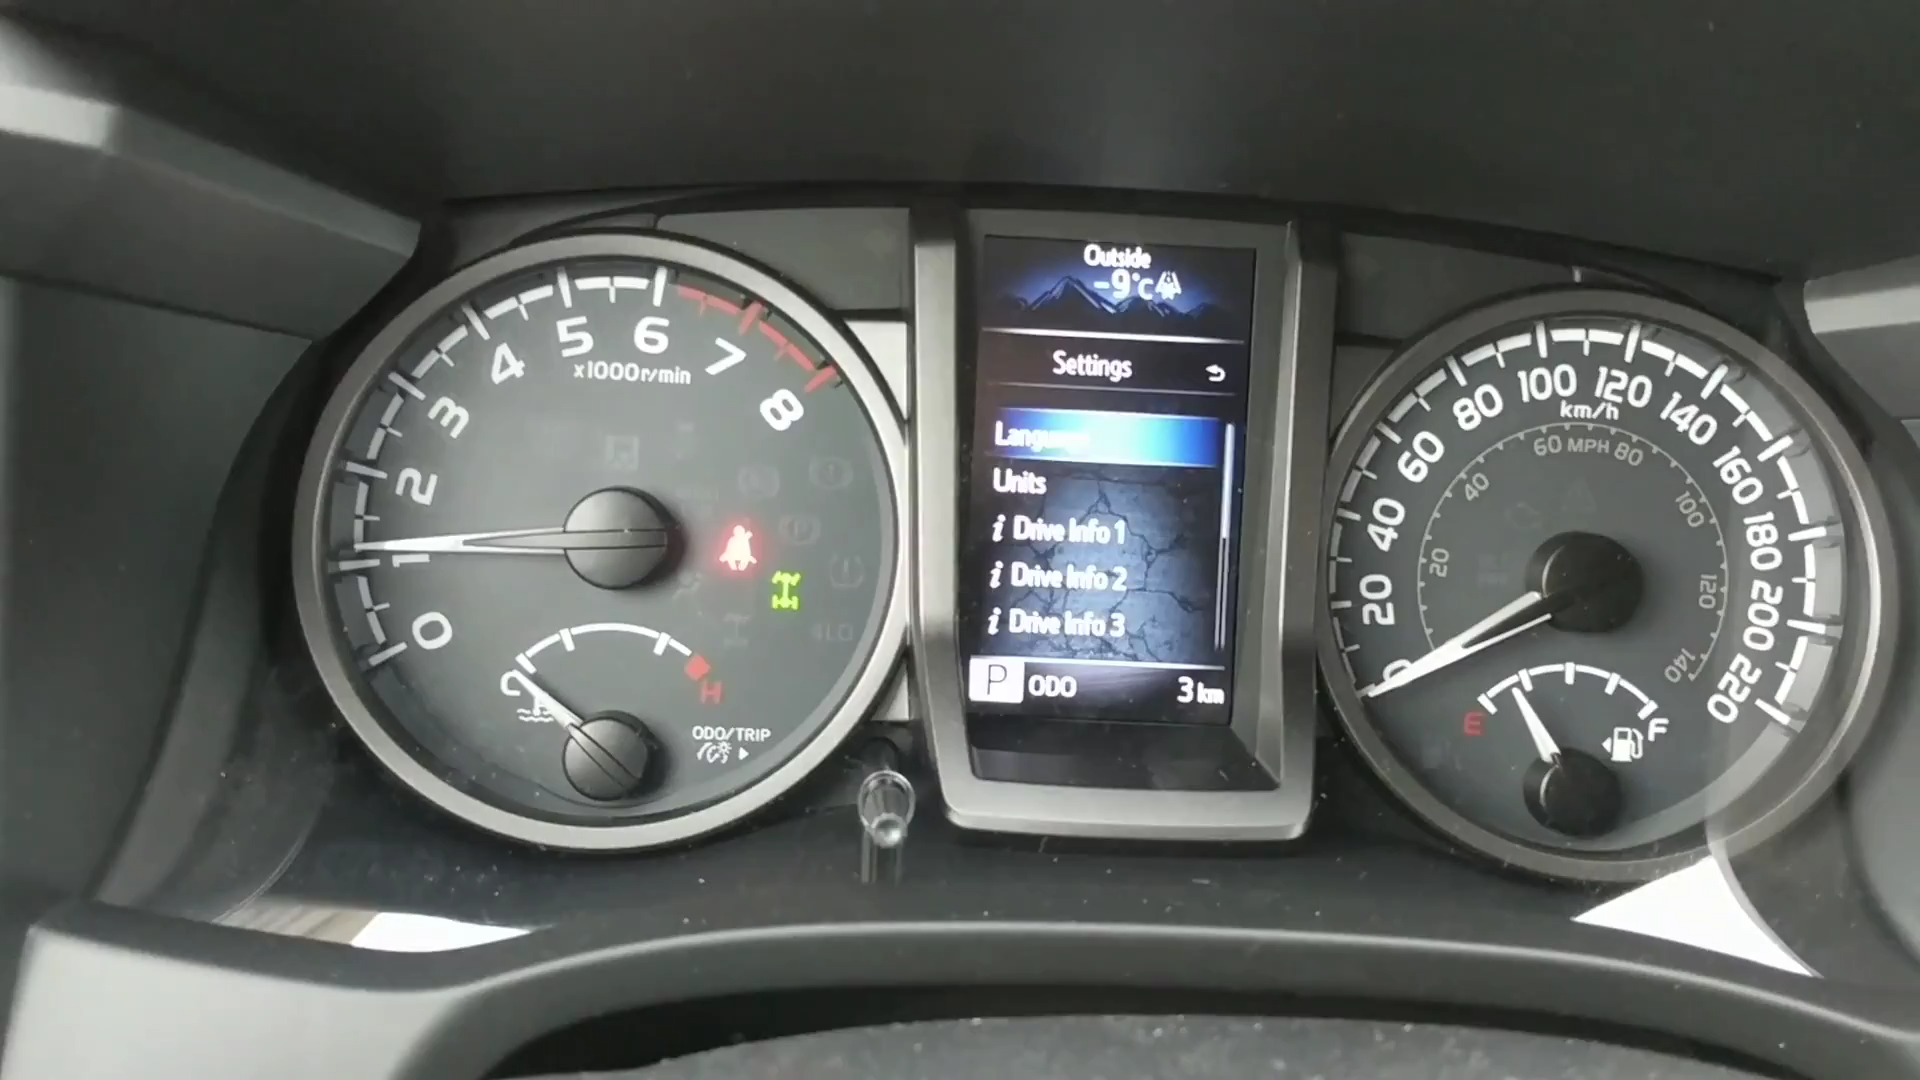 0 1 2 3 4 5 6 7 8
x1000r/min
4LO
H
ODO/TRIP
Outside
-9°C
Settings
Language
Units
i Drive Info 1
i Drive Info 2
i Drive Info 3
P ODO 3 km
0 20 40 60 80 100 120 140 160 180 200 220
km/h
20 40 60 MPH 80 100 120 140
E F